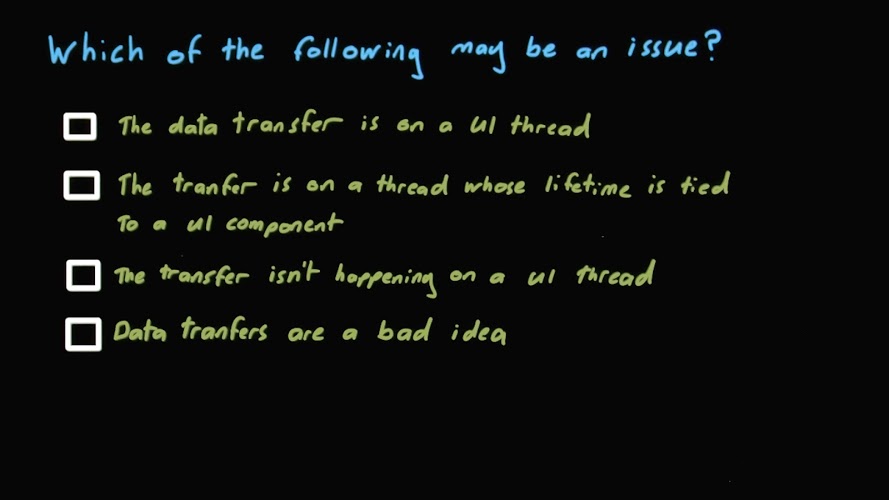 Which of the following may be an issue?
The data transfer is on a UI thread
The tranfer is on a thread whose lifetime is tied
to a UI component
The transfer isn't happening on a UI thread
Data tranfers are a bad idea